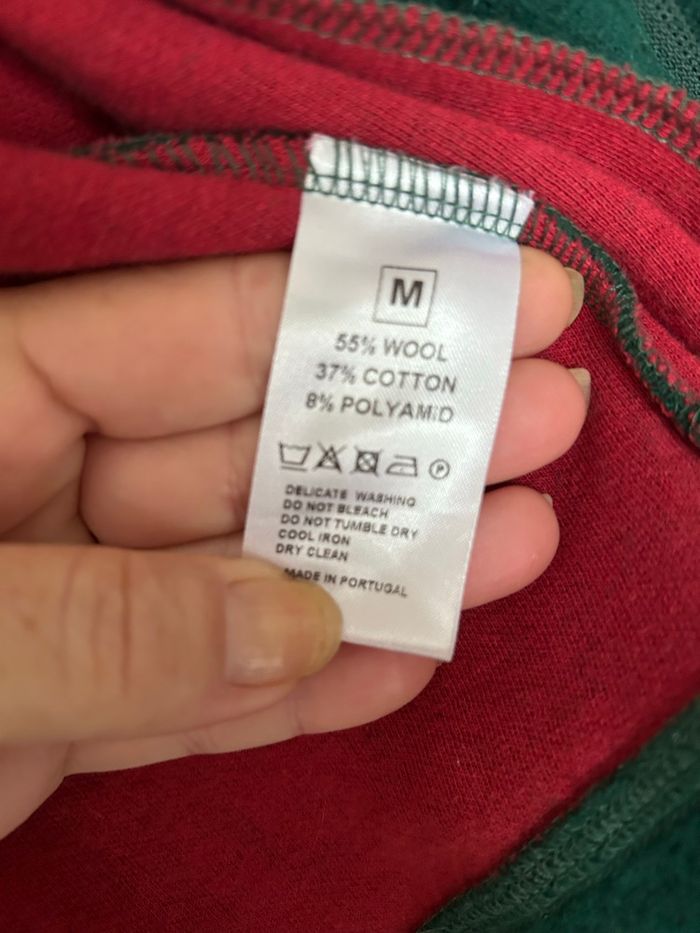 M
55% WOOL
37% COTTON
8% POLYAMID
P
DELICATE WASHING
DO NOT BLEACH
DO NOT TUMBLE DRY
COOL IRON
DRY CLEAN
MADE IN PORTUGAL